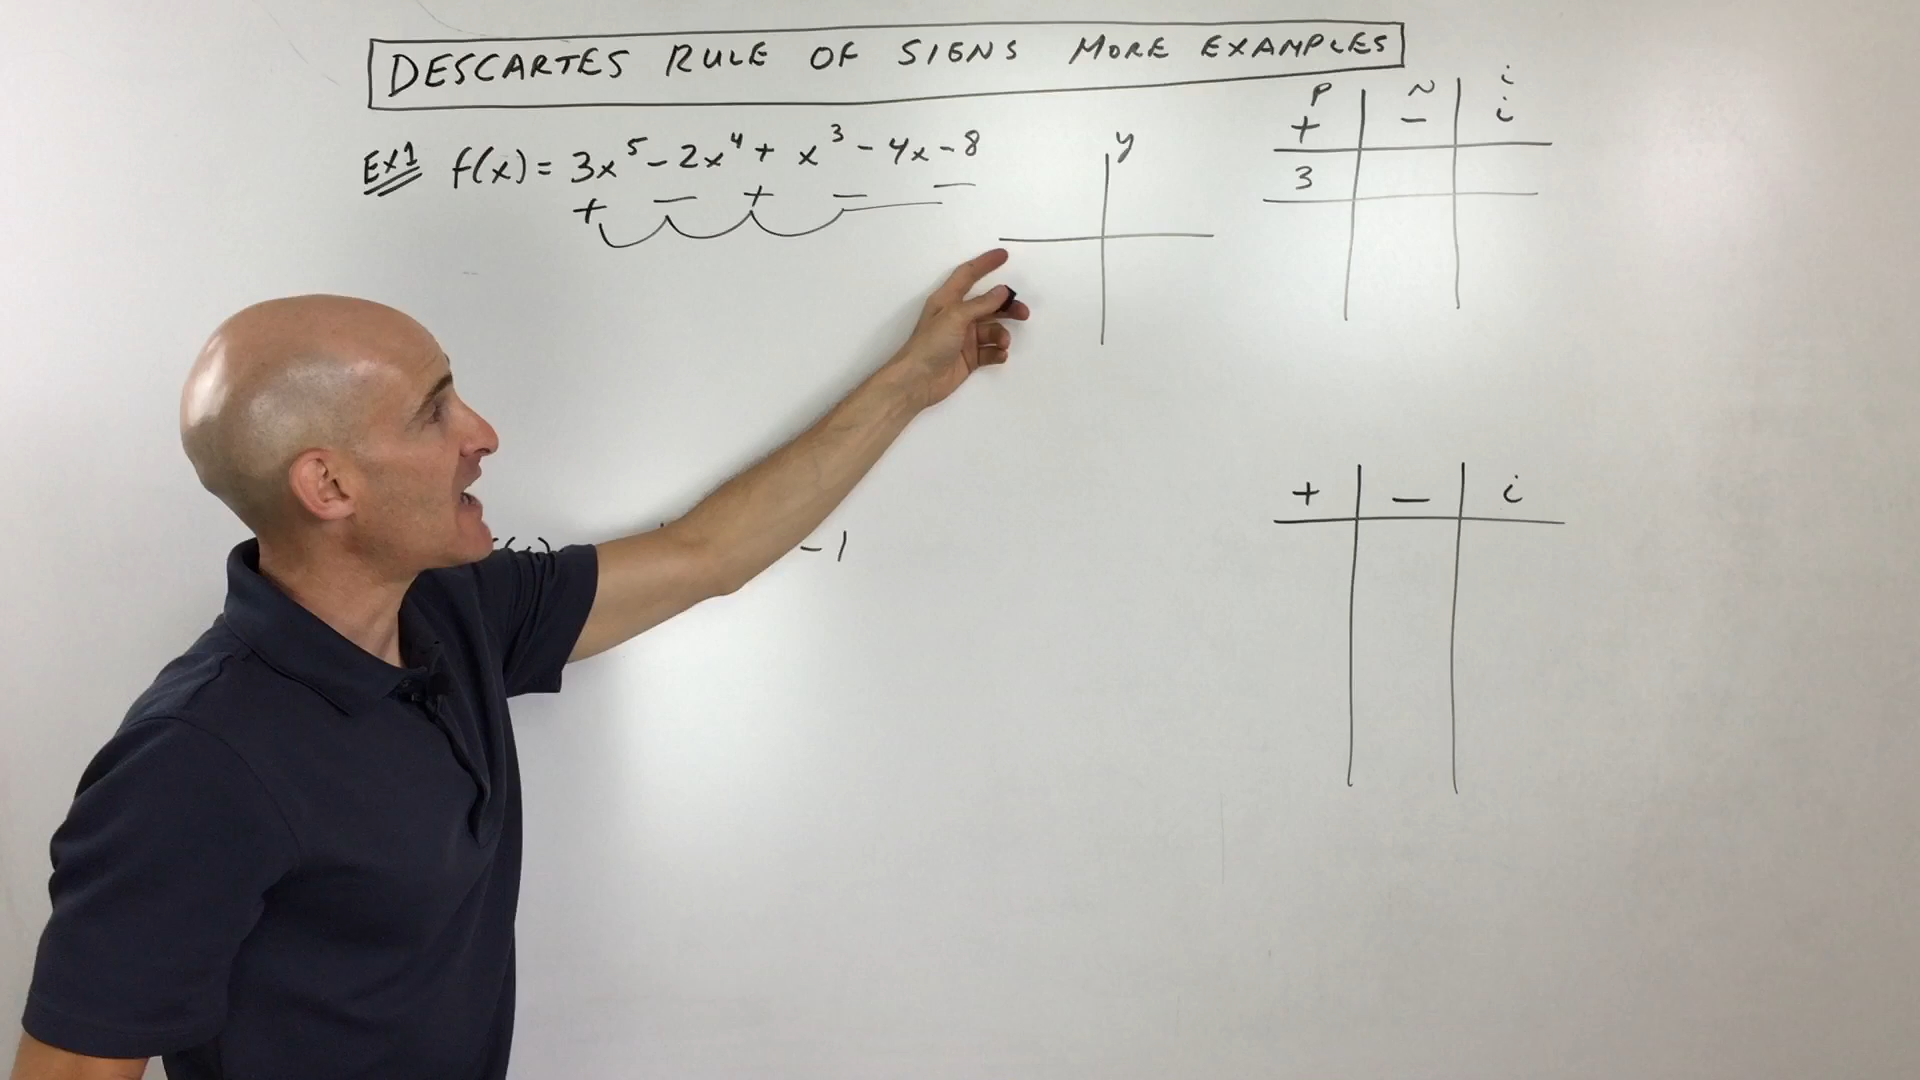 DESCARTES RULE OF SIGNS MORE EXAMPLES
Ex1 f(x) = 3x⁵ - 2x⁴ + x³ - 4x - 8
+ - + - -
y
P N i
+ - i
3
- 1
+ - i